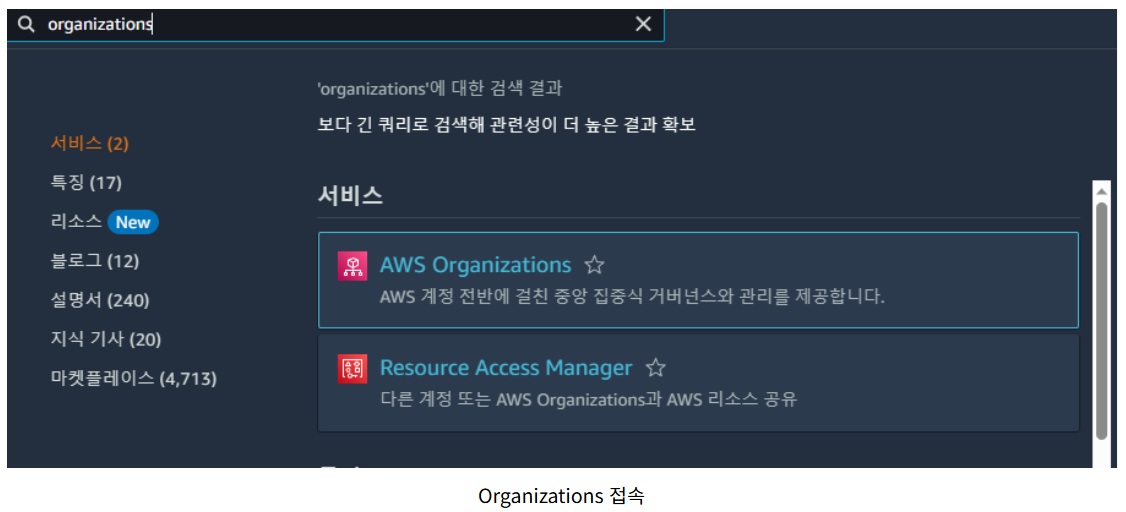 organizations
'organizations'에 대한 검색 결과
보다 긴 쿼리로 검색해 관련성이 더 높은 결과 확보
서비스 (2)
특징 (17)
리소스 New
블로그 (12)
설명서 (240)
지식 기사 (20)
마켓플레이스 (4,713)
서비스
AWS Organizations
AWS 계정 전반에 걸친 중앙 집중식 거버넌스와 관리를 제공합니다.
Resource Access Manager
다른 계정 또는 AWS Organizations과 AWS 리소스 공유
Organizations 접속